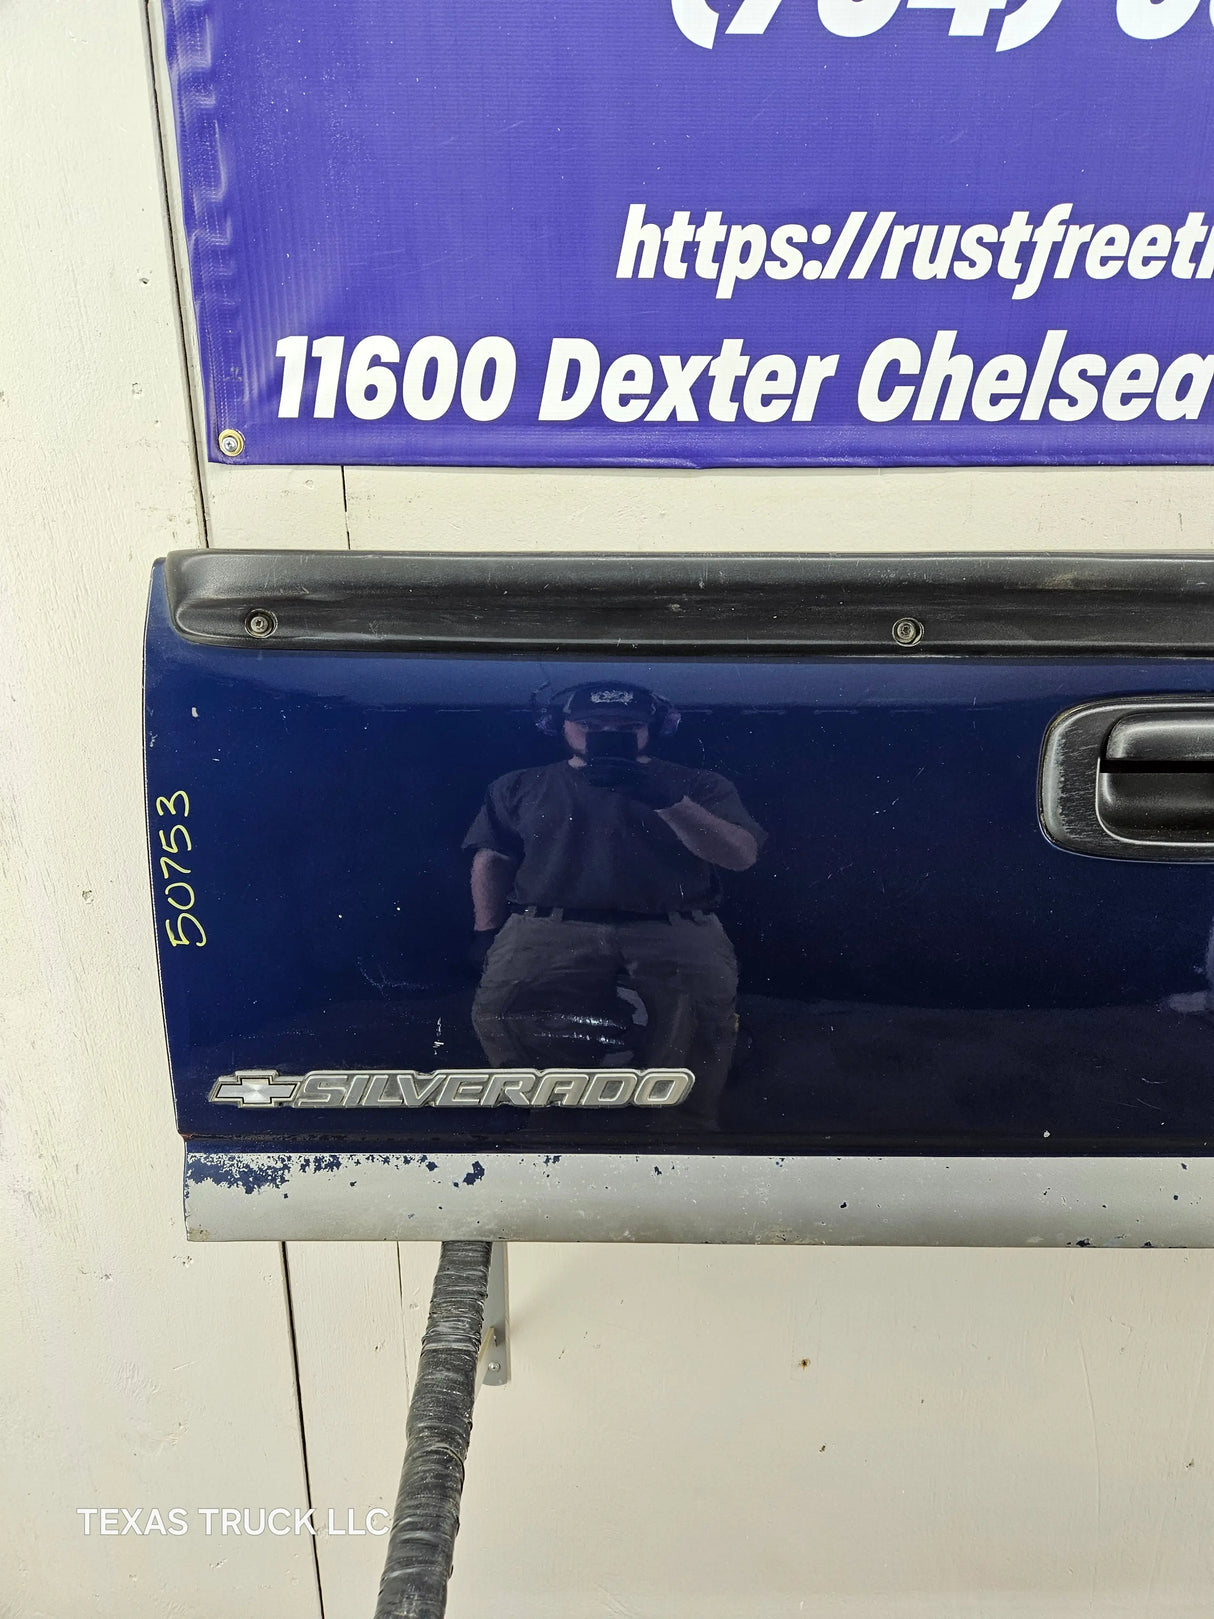 https://rustfreet
11600 Dexter Chelsea
50753
SILVERADO
TEXAS TRUCK LLC